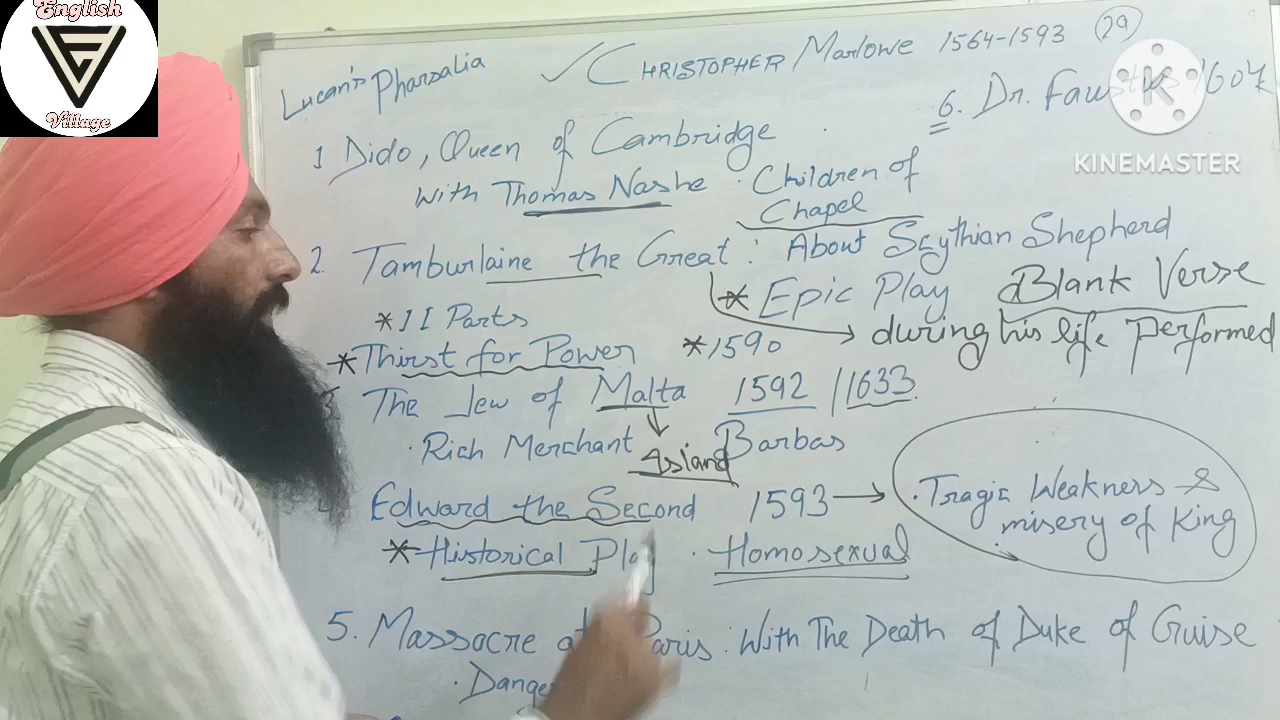 English
Village
Lucan's Pharsalia
CHRISTOPHER Marlowe 1564-1593 29
6. Dr. Faustus 1604
KINEMASTER
1 Dido, Queen of Cambridge
With Thomas Nashe . Children of
Chapel
2. Tamburlaine the Great : About Scythian Shepherd
* Epic Play Blank Verse
* II Parts
during his life Performed
* Thirst for Power * 1590
3 The Jew of Malta 1592 / 1633
. Rich Merchant Barbas
Island
Edward the Second 1593 → . Tragic Weakness &
misery of King
* Historical Play . Homosexual
5. Massacre at Paris : With The Death of Duke of Guise